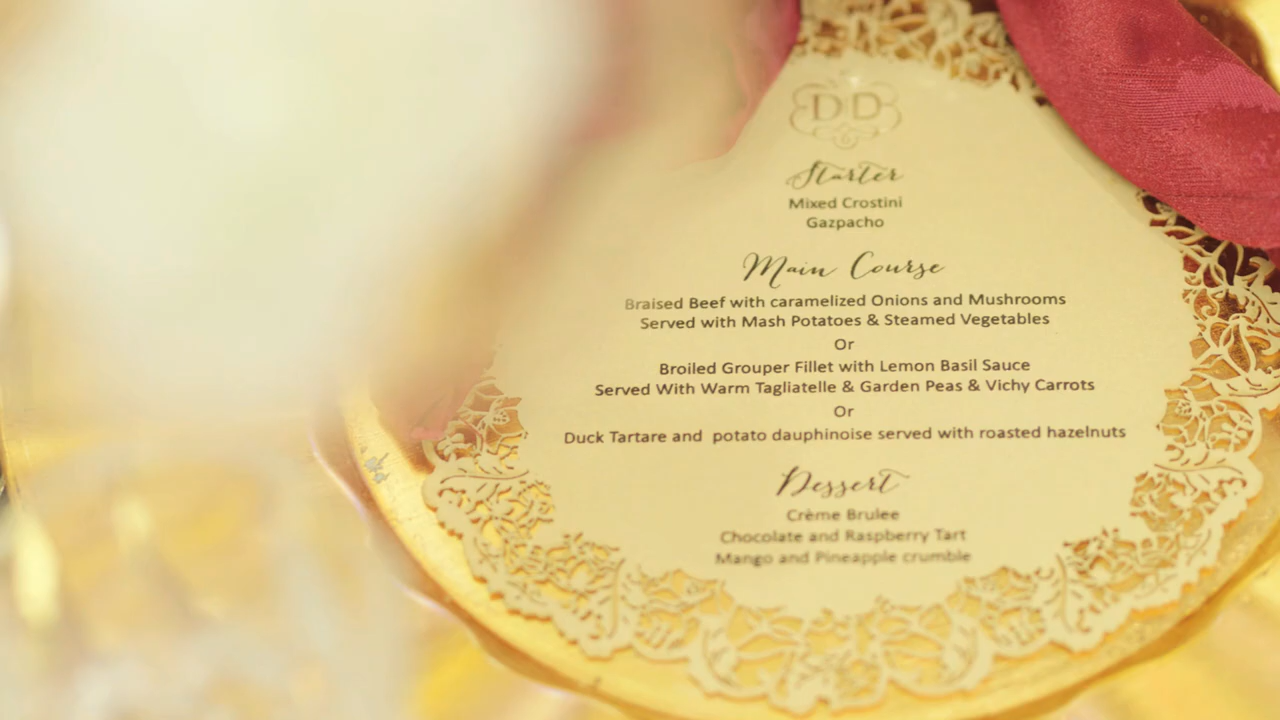 DD
Starter
Mixed Crostini
Gazpacho
Main Course
Braised Beef with caramelized Onions and Mushrooms
Served with Mash Potatoes & Steamed Vegetables
Or
Broiled Grouper Fillet with Lemon Basil Sauce
Served With Warm Tagliatelle & Garden Peas & Vichy Carrots
Or
Duck Tartare and  potato dauphinoise served with roasted hazelnuts
Dessert
Crème Brulee
Chocolate and Raspberry Tart
Mango and Pineapple crumble